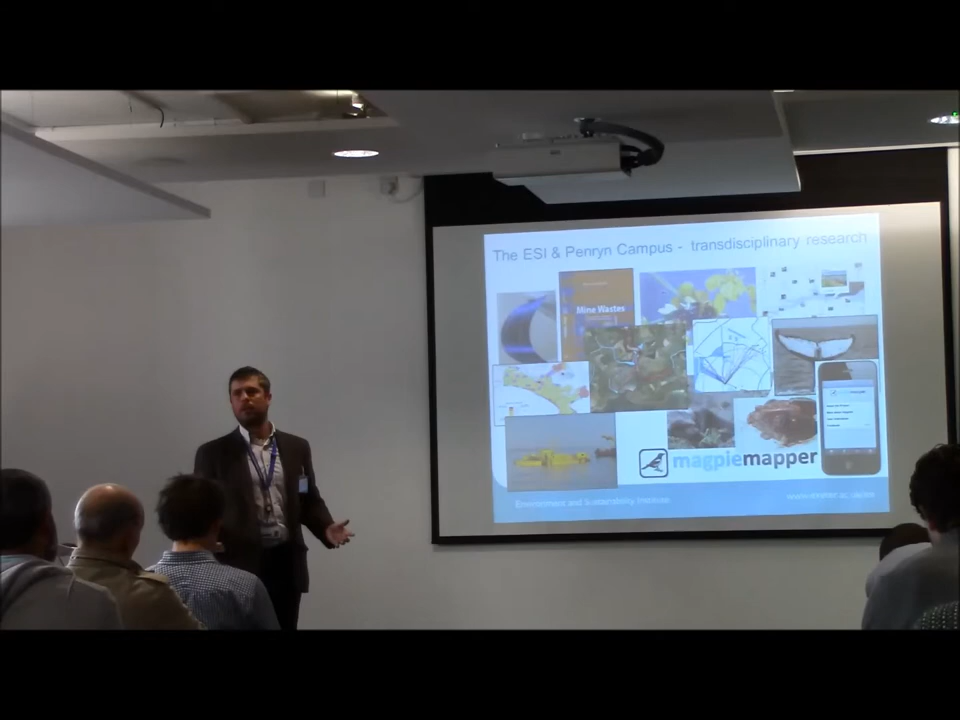 The ESI & Penryn Campus - transdisciplinary research
Mine Wastes
magpiemapper
Environment and Sustainability Institute